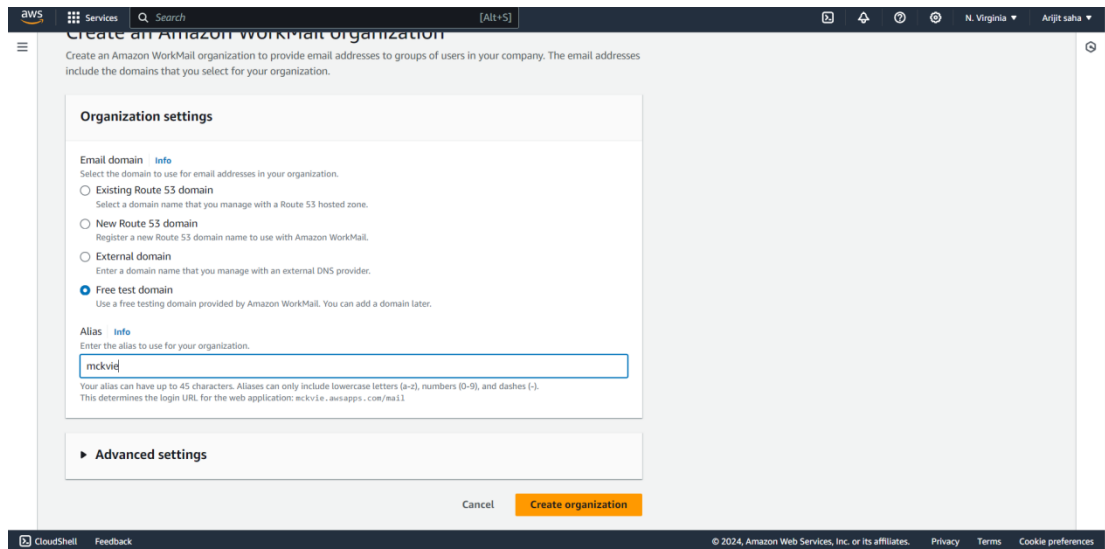 aws
Services
Search
[Alt+S]
N. Virginia ▼
Arijit saha ▼
Create an Amazon WorkMail organization
Create an Amazon WorkMail organization to provide email addresses to groups of users in your company. The email addresses
include the domains that you select for your organization.
Organization settings
Email domain Info
Select the domain to use for email addresses in your organization.
Existing Route 53 domain
Select a domain name that you manage with a Route 53 hosted zone.
New Route 53 domain
Register a new Route 53 domain name to use with Amazon WorkMail.
External domain
Enter a domain name that you manage with an external DNS provider.
Free test domain
Use a free testing domain provided by Amazon WorkMail. You can add a domain later.
Alias Info
Enter the alias to use for your organization.
mckvie
Your alias can have up to 45 characters. Aliases can only include lowercase letters (a-z), numbers (0-9), and dashes (-).
This determines the login URL for the web application: mckvie.awsapps.com/mail
Advanced settings
Cancel
Create organization
CloudShell
Feedback
© 2024, Amazon Web Services, Inc. or its affiliates.
Privacy
Terms
Cookie preferences